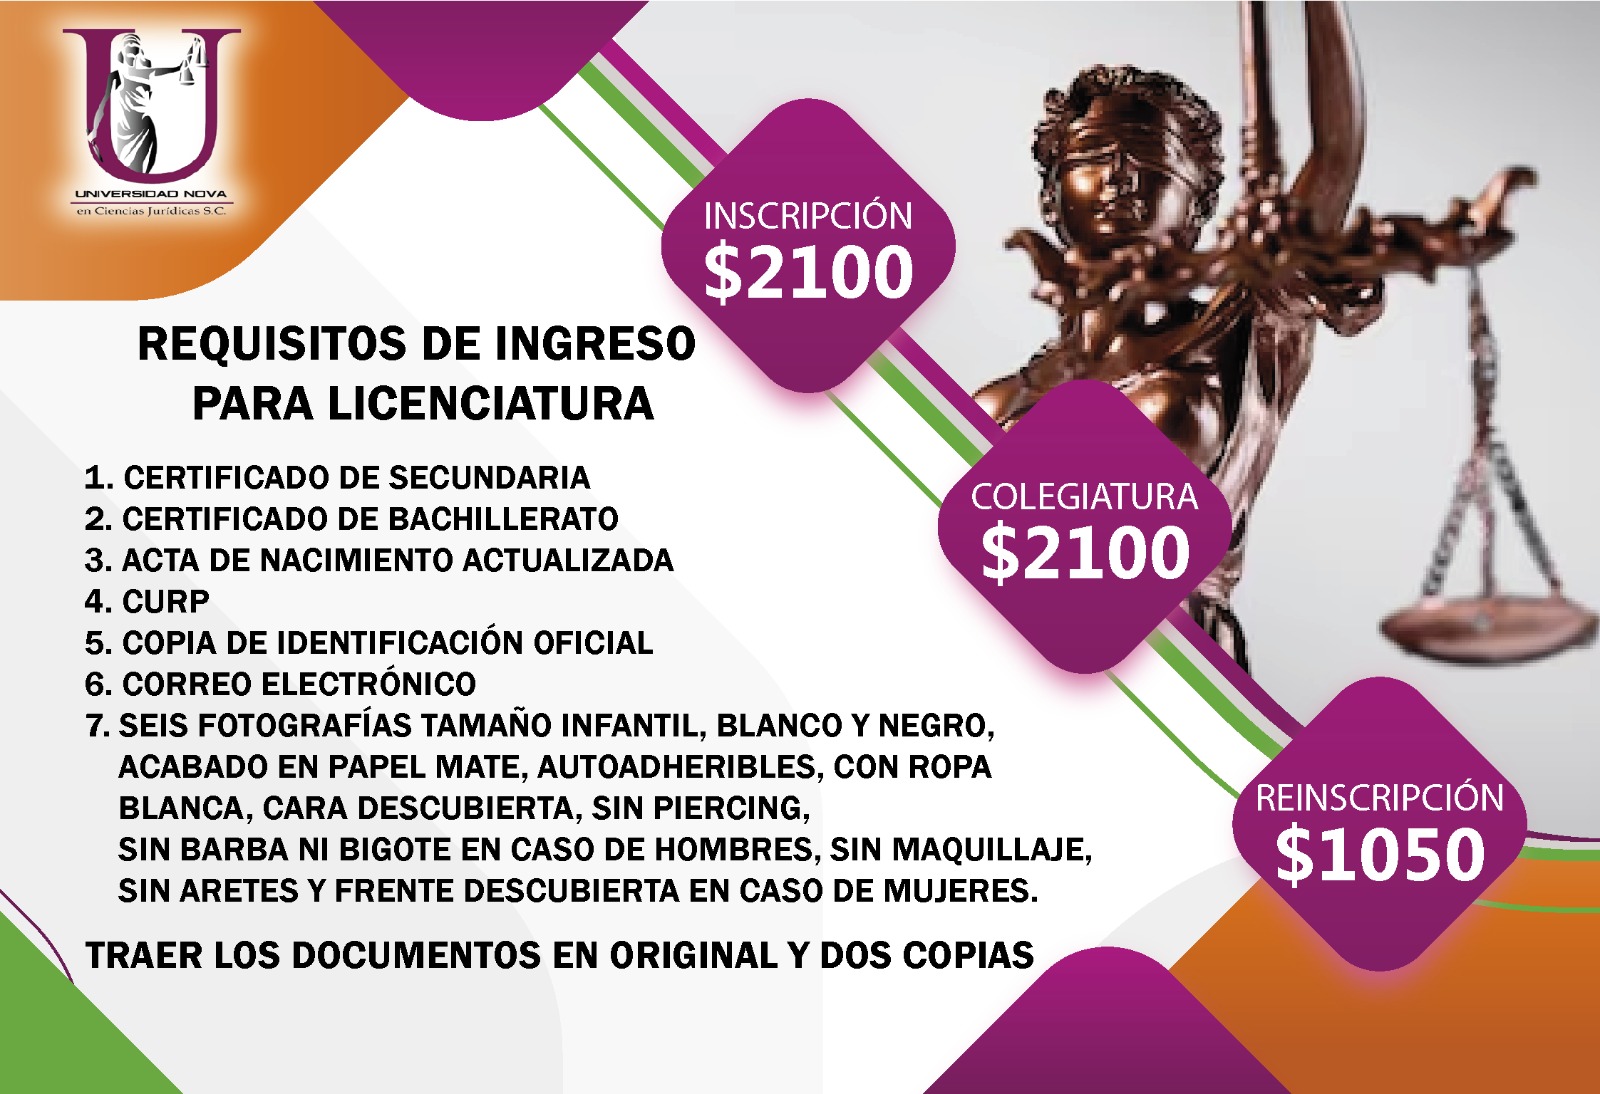 UNIVERSIDAD NOVA
en Ciencias Jurídicas S.C.
INSCRIPCIÓN
$2100
REQUISITOS DE INGRESO
PARA LICENCIATURA
1. CERTIFICADO DE SECUNDARIA
2. CERTIFICADO DE BACHILLERATO
3. ACTA DE NACIMIENTO ACTUALIZADA
4. CURP
5. COPIA DE IDENTIFICACIÓN OFICIAL
6. CORREO ELECTRÓNICO
7. SEIS FOTOGRAFÍAS TAMAÑO INFANTIL, BLANCO Y NEGRO,
ACABADO EN PAPEL MATE, AUTOADHERIBLES, CON ROPA
BLANCA, CARA DESCUBIERTA, SIN PIERCING,
SIN BARBA NI BIGOTE EN CASO DE HOMBRES, SIN MAQUILLAJE,
SIN ARETES Y FRENTE DESCUBIERTA EN CASO DE MUJERES.
TRAER LOS DOCUMENTOS EN ORIGINAL Y DOS COPIAS
COLEGIATURA
$2100
REINSCRIPCIÓN
$1050